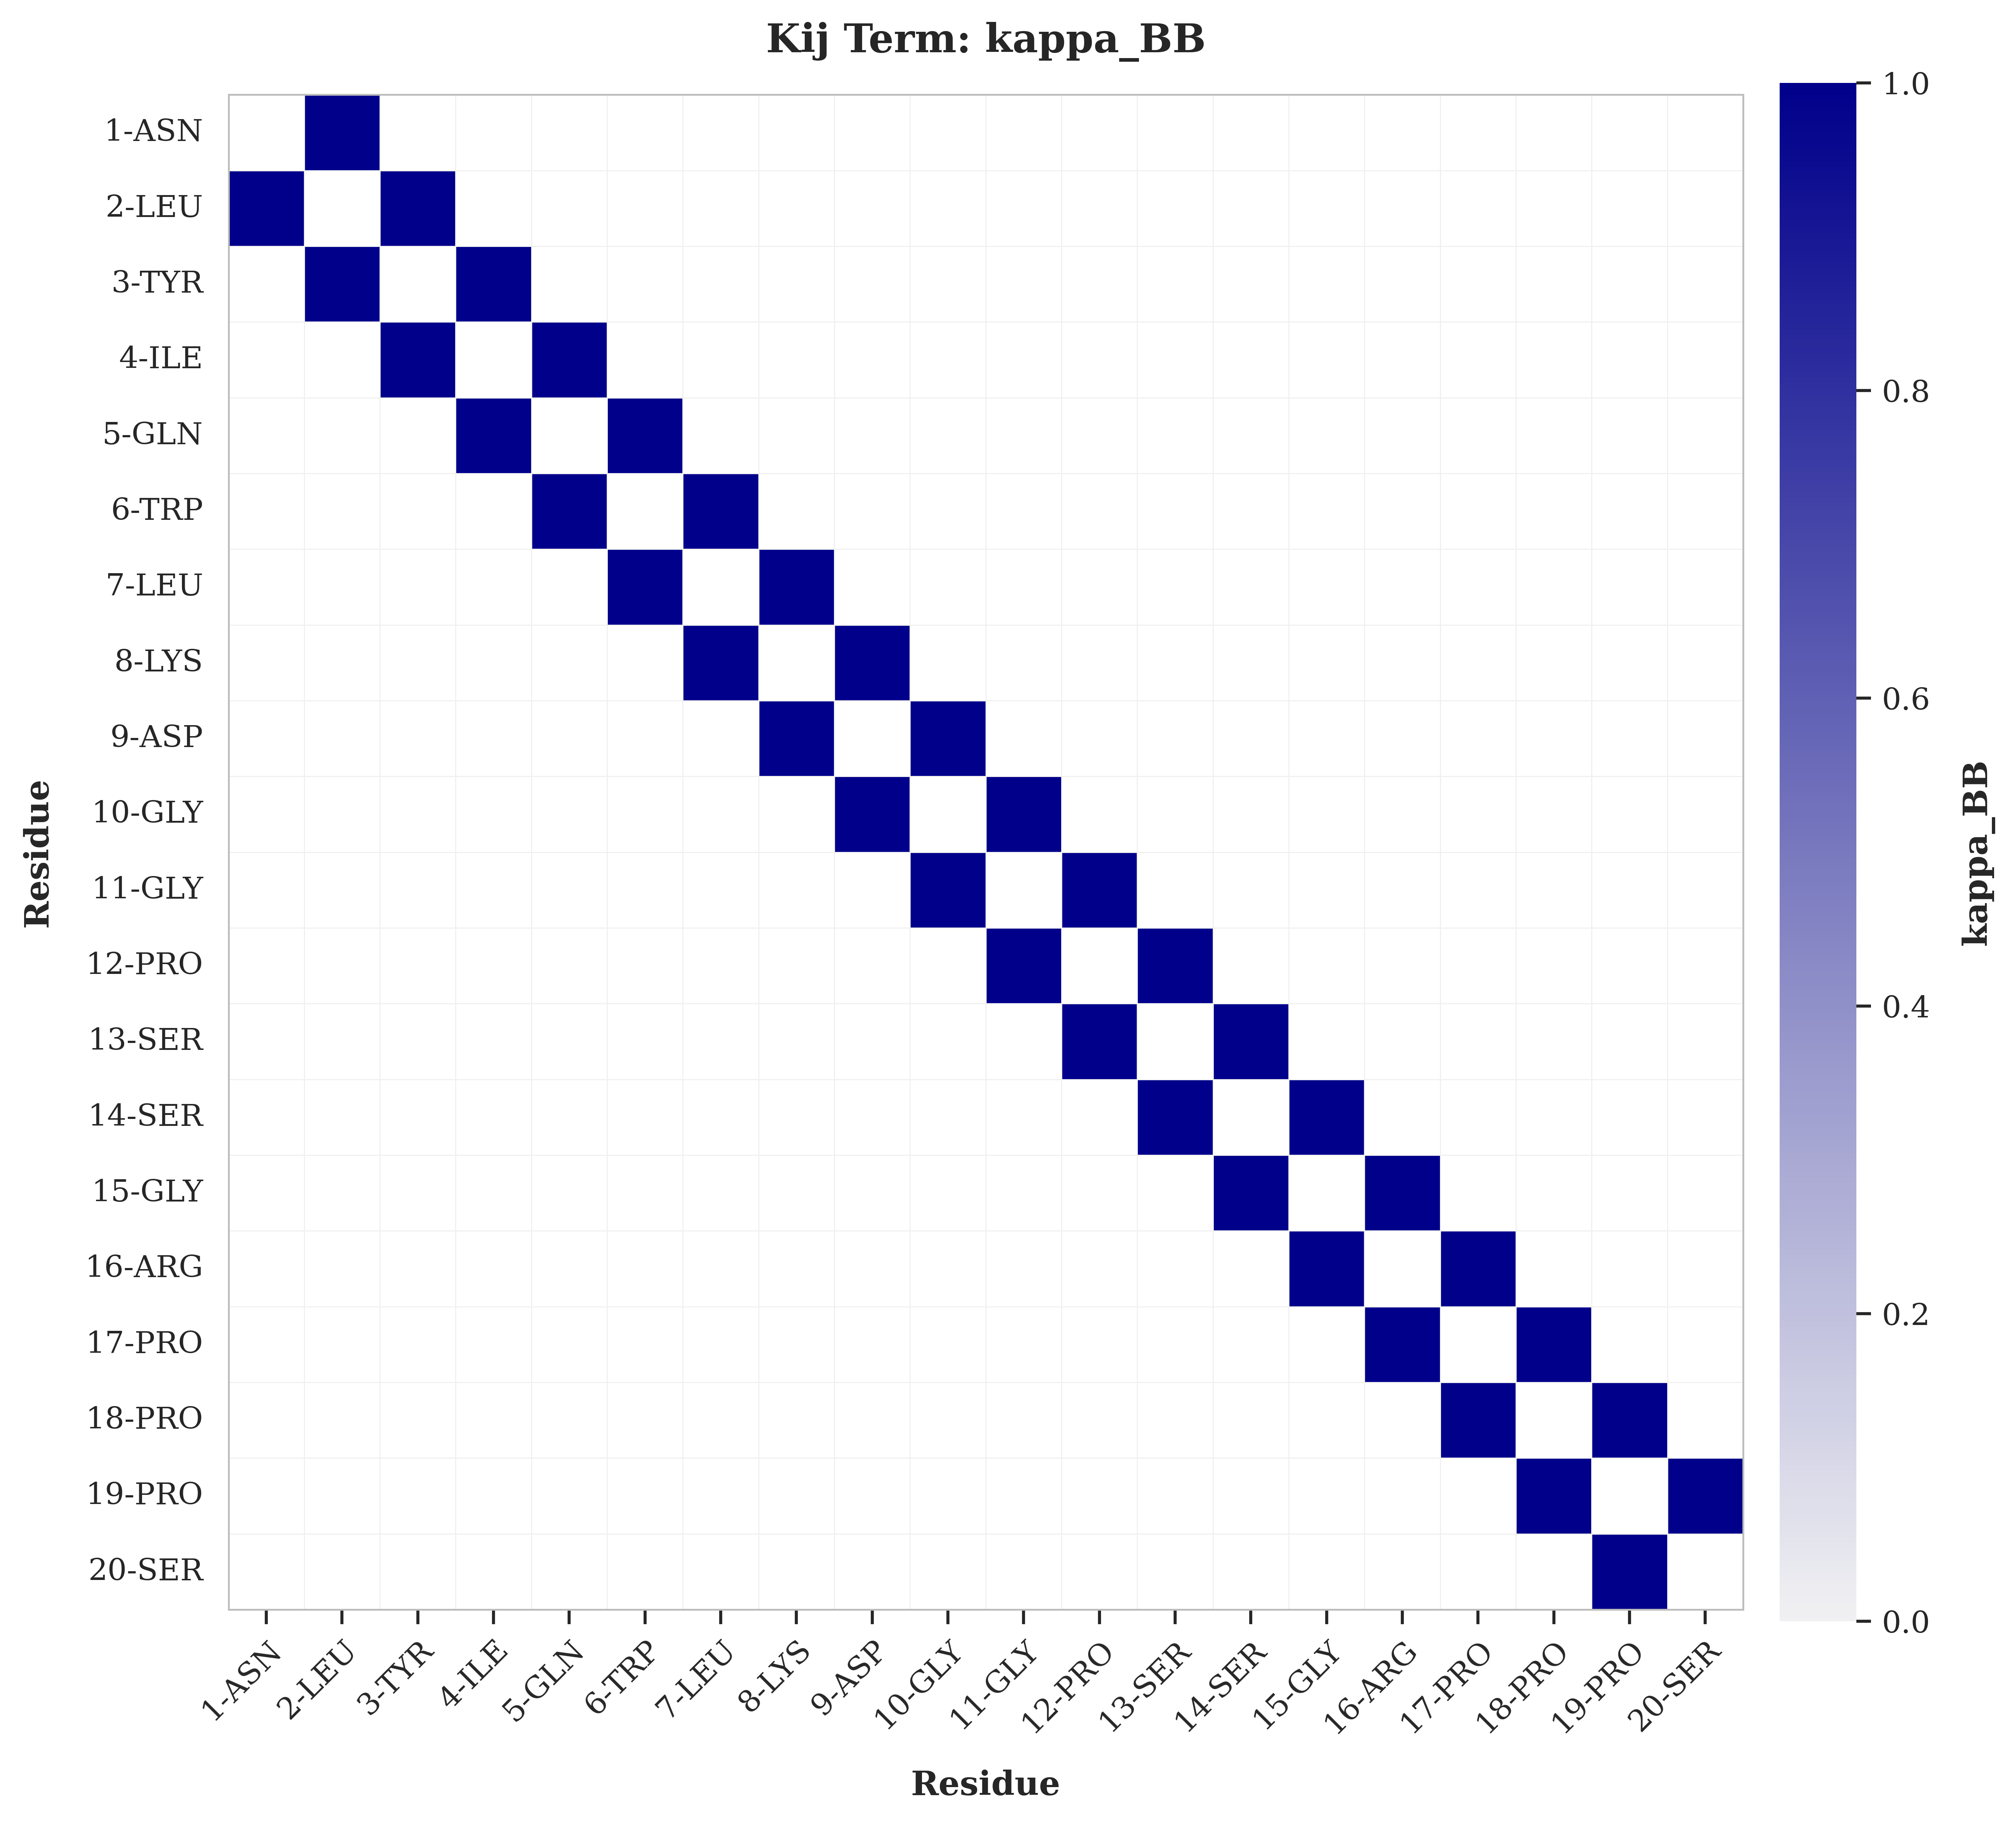 Kij Term: kappa_BB
1-ASN
2-LEU
3-TYR
4-ILE
5-GLN
6-TRP
7-LEU
8-LYS
9-ASP
10-GLY
11-GLY
12-PRO
13-SER
14-SER
15-GLY
16-ARG
17-PRO
18-PRO
19-PRO
20-SER
Residue
1-ASN
2-LEU
3-TYR
4-ILE
5-GLN
6-TRP
7-LEU
8-LYS
9-ASP
10-GLY
11-GLY
12-PRO
13-SER
14-SER
15-GLY
16-ARG
17-PRO
18-PRO
19-PRO
20-SER
Residue
1.0
0.8
0.6
0.4
0.2
0.0
kappa_BB